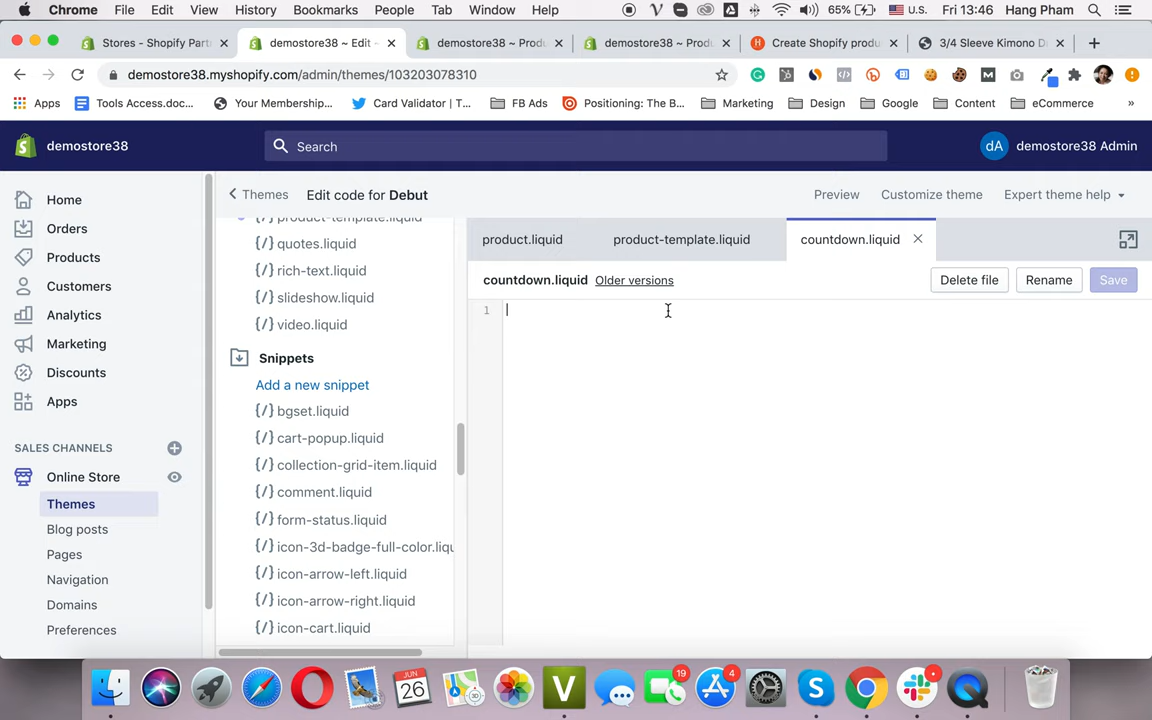 Chrome File Edit View History Bookmarks People Tab Window Help 65% U.S. Fri 13:46 Hang Pham
Stores - Shopify Part demostore38 ~ Edit - demostore38 ~ Produ demostore38 ~ Produ Create Shopify produ 3/4 Sleeve Kimono D
demostore38.myshopify.com/admin/themes/103203078310
Apps Tools Access.doc... Your Membership... Card Validator | T... FB Ads Positioning: The B... Marketing Design Google Content eCommerce »
demostore38 Search dA demostore38 Admin
Home
Orders
Products
Customers
Analytics
Marketing
Discounts
Apps
SALES CHANNELS
Online Store
Themes
Blog posts
Pages
Navigation
Domains
Preferences
Themes Edit code for Debut Preview Customize theme Expert theme help
{/} product-template.liquid
{/} quotes.liquid
{/} rich-text.liquid
{/} slideshow.liquid
{/} video.liquid
Snippets
Add a new snippet
{/} bgset.liquid
{/} cart-popup.liquid
{/} collection-grid-item.liquid
{/} comment.liquid
{/} form-status.liquid
{/} icon-3d-badge-full-color.liqu
{/} icon-arrow-left.liquid
{/} icon-arrow-right.liquid
{/} icon-cart.liquid
product.liquid product-template.liquid countdown.liquid
countdown.liquid Older versions Delete file Rename Save
1
JUN 26 V 19 4